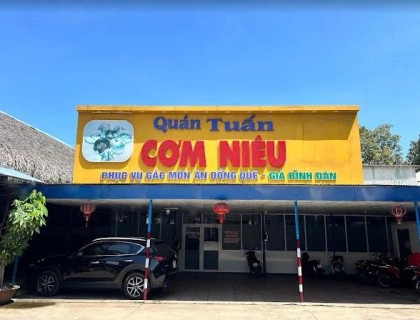 Quán Tuấn
CƠM NIÊU
PHỤC VỤ CÁC MÓN ĂN ĐỒNG QUÊ - GIÁ BÌNH DÂN